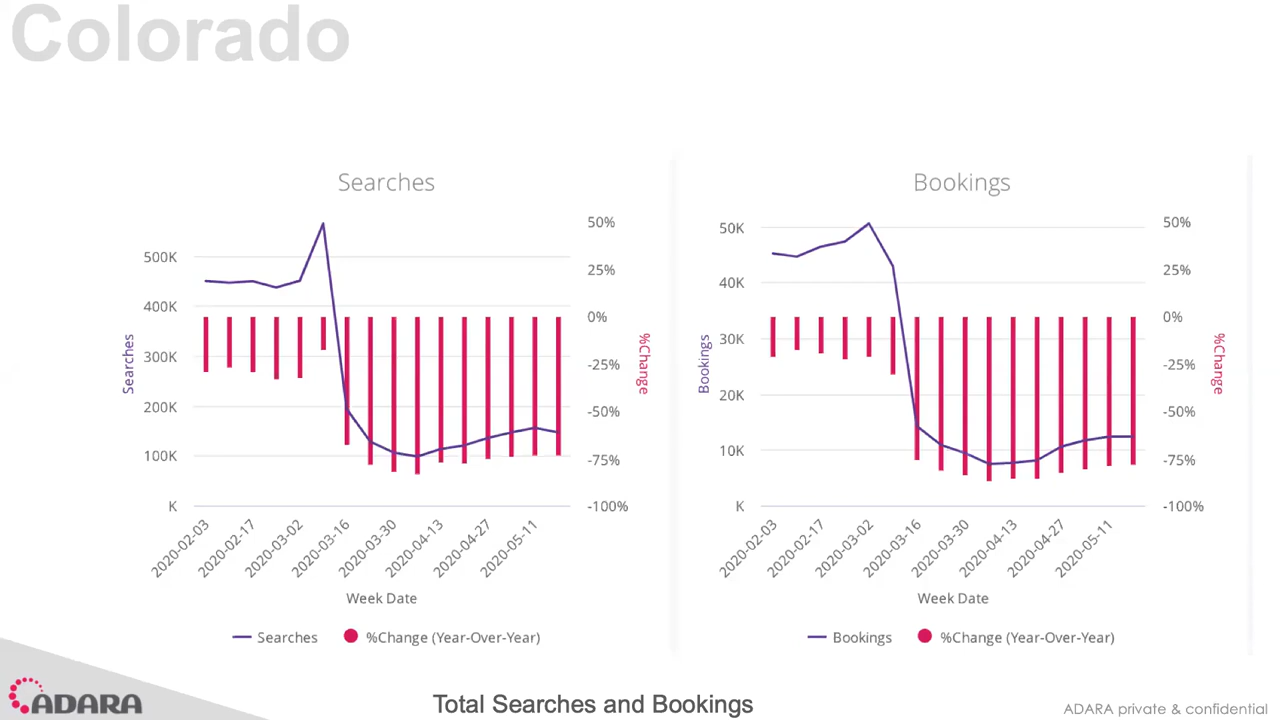 Colorado
Searches
50%
500K
25%
400K
0%
300K
-25%
200K
-50%
100K
-75%
K
-100%
Searches
%Change
2020-02-03
2020-02-17
2020-03-02
2020-03-16
2020-03-30
2020-04-13
2020-04-27
2020-05-11
Week Date
Searches
%Change (Year-Over-Year)
Bookings
50K
50%
25%
40K
0%
30K
-25%
20K
-50%
10K
-75%
K
-100%
Bookings
%Change
2020-02-03
2020-02-17
2020-03-02
2020-03-16
2020-03-30
2020-04-13
2020-04-27
2020-05-11
Week Date
Bookings
%Change (Year-Over-Year)
ADARA
Total Searches and Bookings
ADARA private & confidential